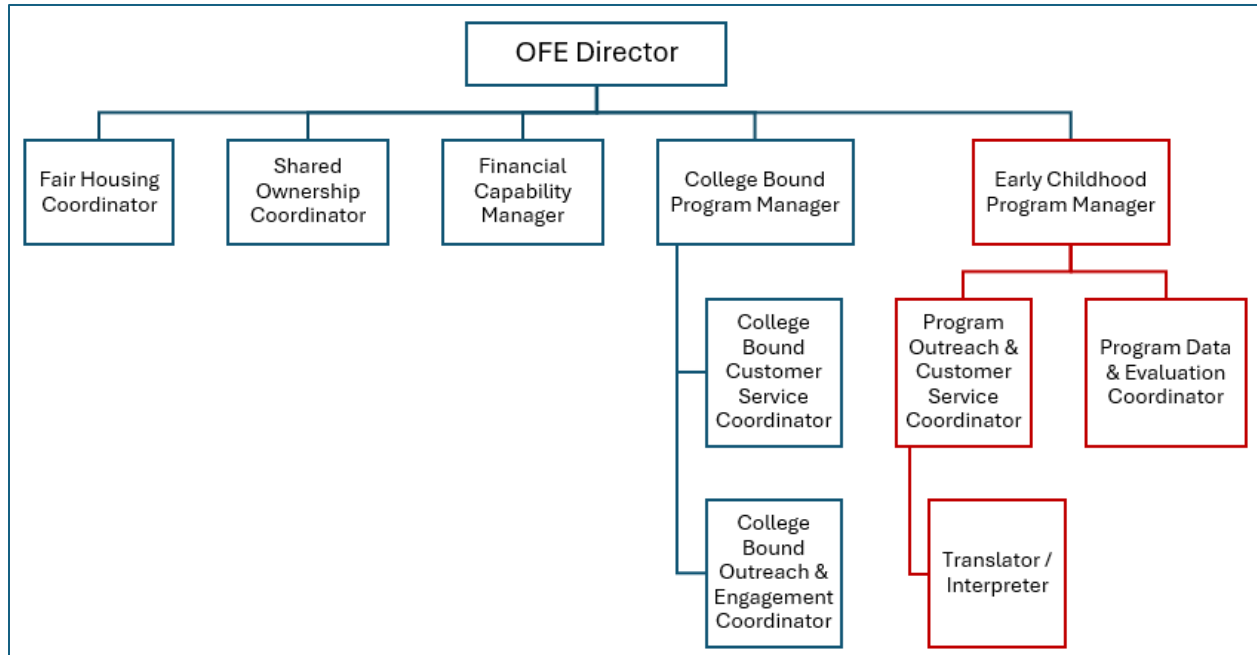 OFE Director
Fair Housing
Coordinator
Shared
Ownership
Coordinator
Financial
Capability
Manager
College Bound
Program Manager
Early Childhood
Program Manager
College
Bound
Customer
Service
Coordinator
Program
Outreach &
Customer
Service
Coordinator
Program Data
& Evaluation
Coordinator
College
Bound
Outreach &
Engagement
Coordinator
Translator /
Interpreter